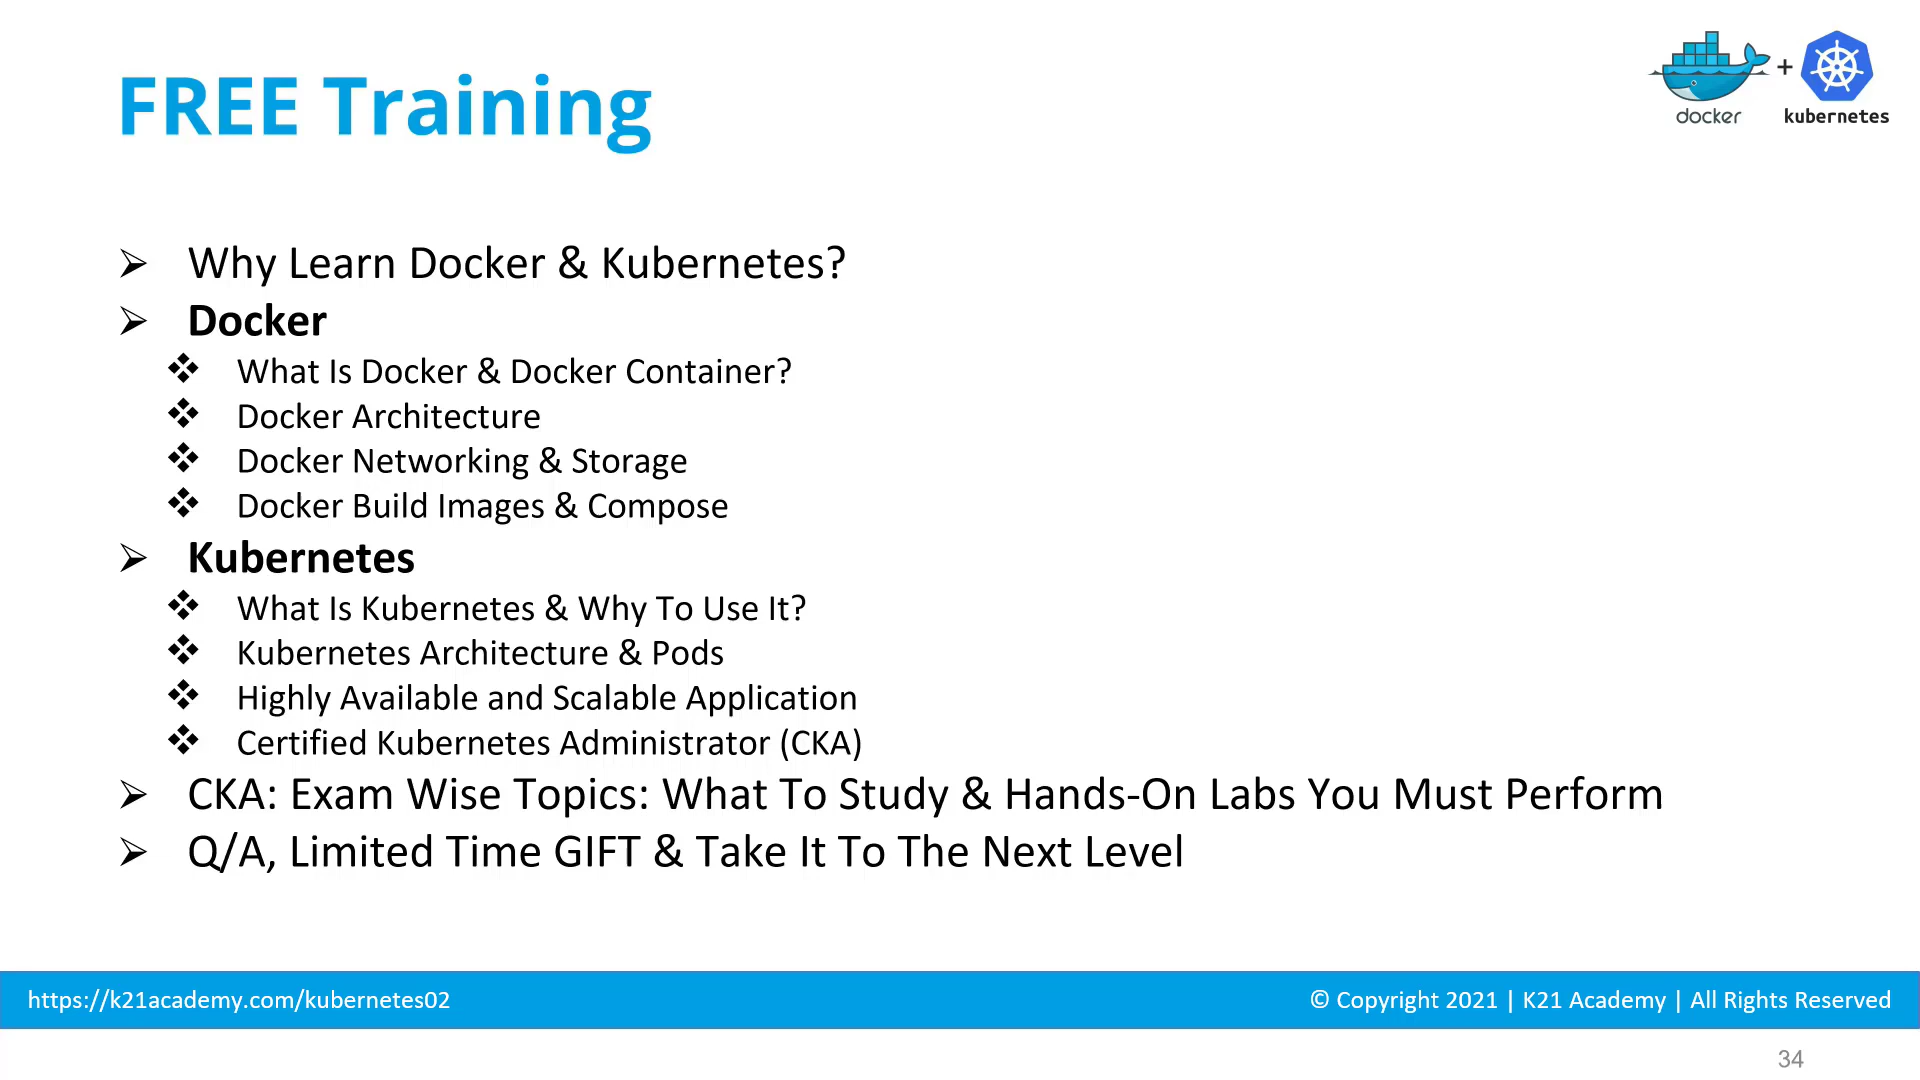 FREE Training
docker
+
kubernetes
Why Learn Docker & Kubernetes?
Docker
What Is Docker & Docker Container?
Docker Architecture
Docker Networking & Storage
Docker Build Images & Compose
Kubernetes
What Is Kubernetes & Why To Use It?
Kubernetes Architecture & Pods
Highly Available and Scalable Application
Certified Kubernetes Administrator (CKA)
CKA: Exam Wise Topics: What To Study & Hands-On Labs You Must Perform
Q/A, Limited Time GIFT & Take It To The Next Level
https://k21academy.com/kubernetes02
© Copyright 2021 | K21 Academy | All Rights Reserved
34